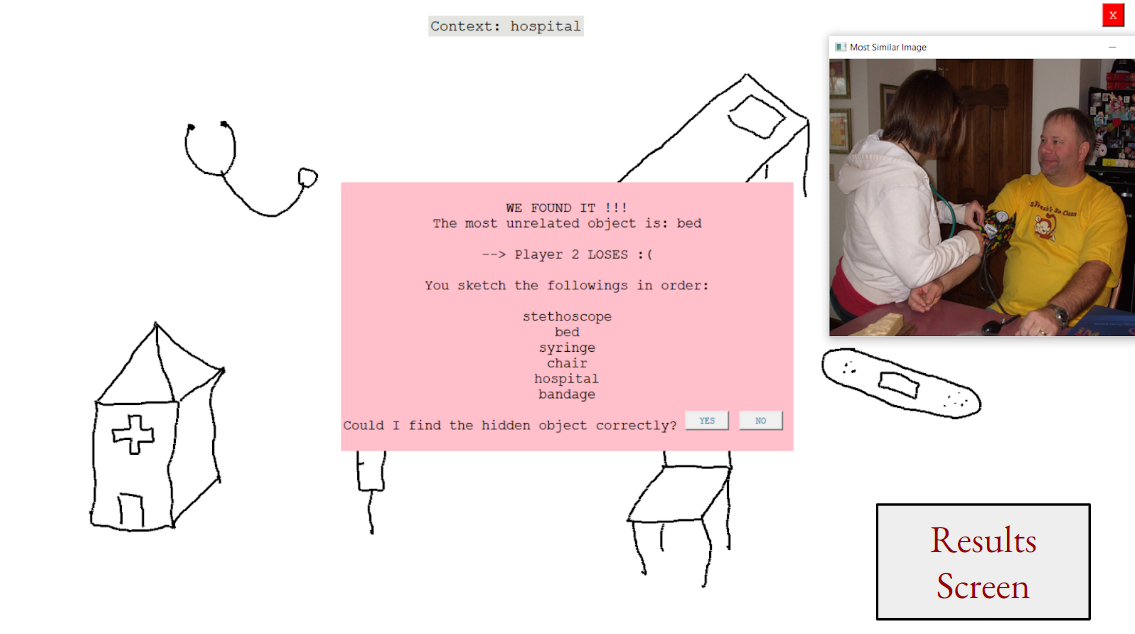 Context: hospital
X
Most Similar Image
WE FOUND IT !!!
The most unrelated object is: bed
--> Player 2 LOSES :(
You sketch the followings in order:
stethoscope
bed
syringe
chair
hospital
bandage
Could I find the hidden object correctly? YES NO
Results
Screen